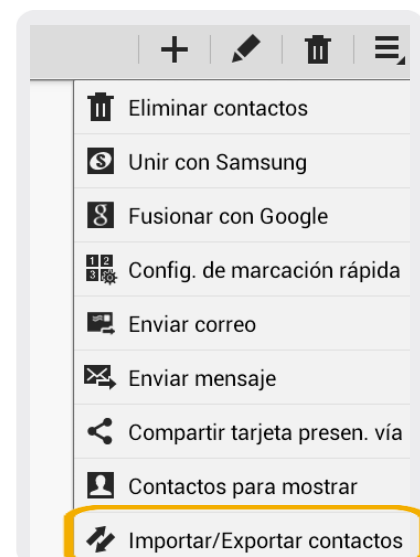 Eliminar contactos
Unir con Samsung
Fusionar con Google
Config. de marcación rápida
Enviar correo
Enviar mensaje
Compartir tarjeta presen. vía
Contactos para mostrar
Importar/Exportar contactos